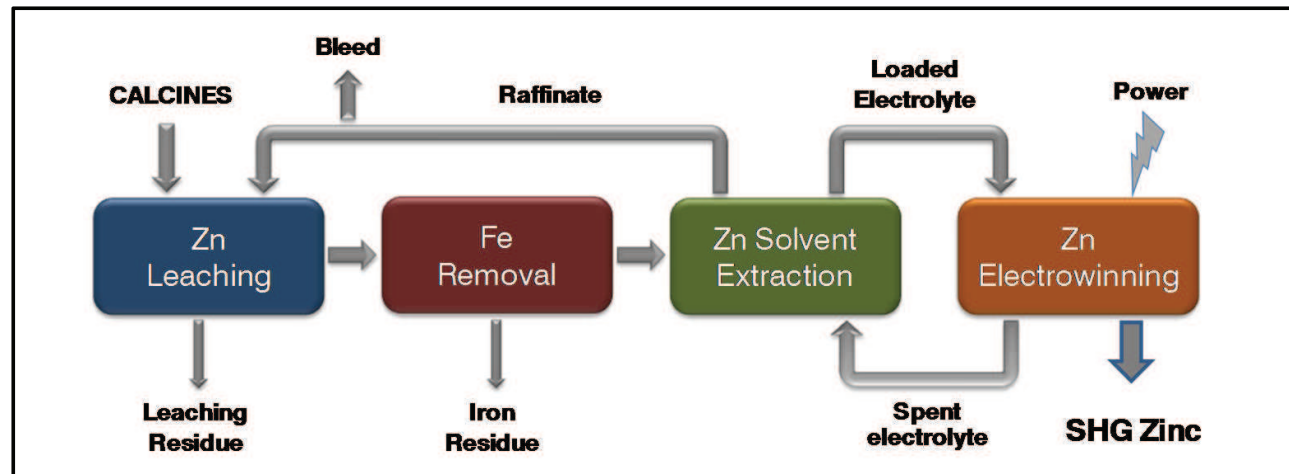 Bleed
CALCINES
Raffinate
Loaded
Electrolyte
Power
Zn
Leaching
Fe
Removal
Zn Solvent
Extraction
Zn
Electrowinning
Leaching
Residue
Iron
Residue
Spent
electrolyte
SHG Zinc